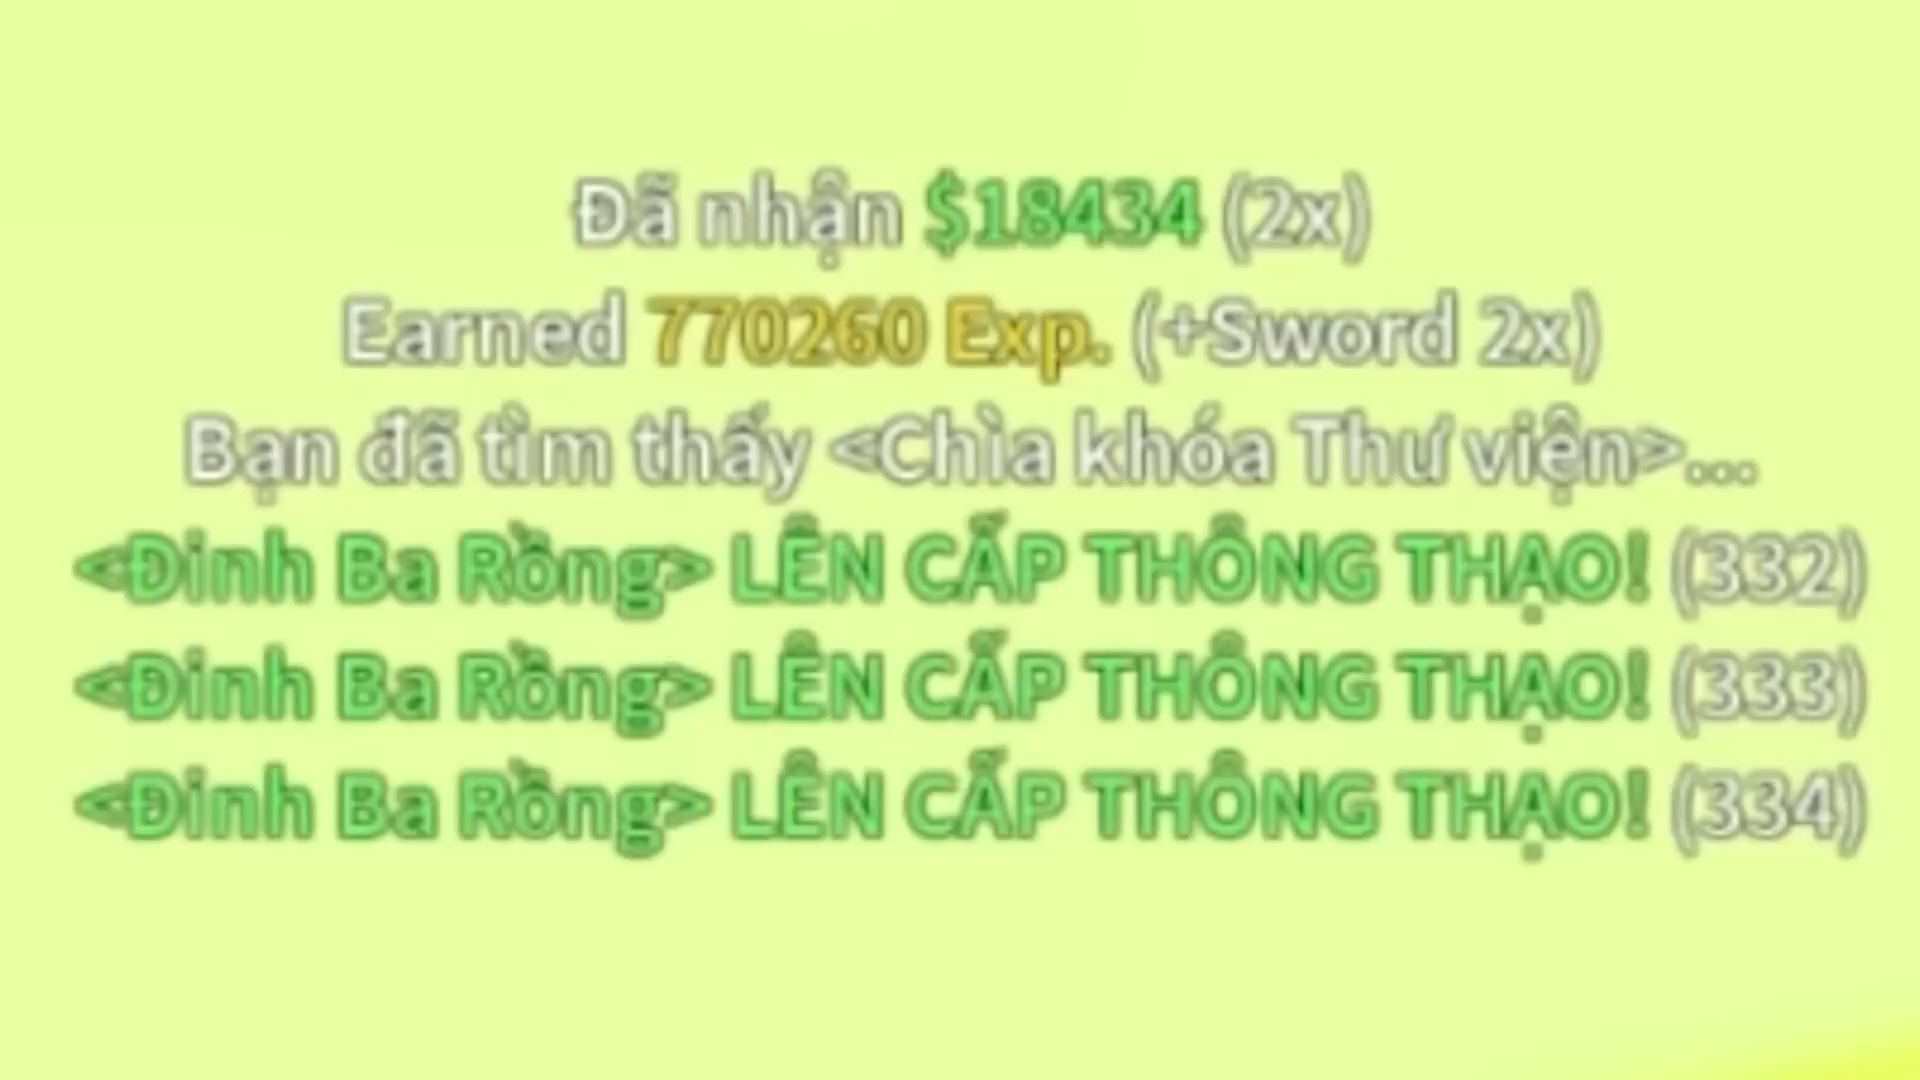 Đã nhận $18434 (2x)
Earned 770260 Exp. (+Sword 2x)
Bạn đã tìm thấy <Chìa khóa Thư viện>...
<Đinh Ba Rồng> LÊN CẤP THÔNG THẠO! (332)
<Đinh Ba Rồng> LÊN CẤP THÔNG THẠO! (333)
<Đinh Ba Rồng> LÊN CẤP THÔNG THẠO! (334)